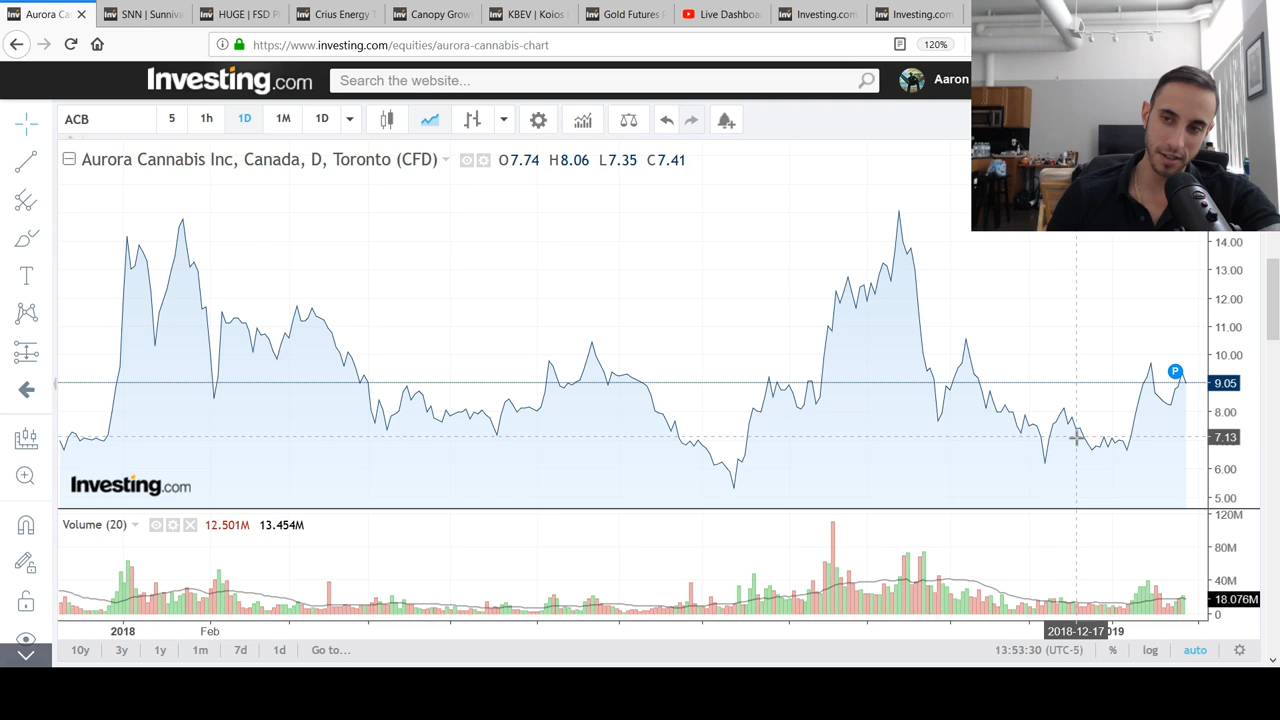 Aurora Ca
SNN | Sunniva
HUGE | FSD P
Crius Energy T
Canopy Grow
KBEV | Koios
Gold Futures P
Live Dashboa
Investing.com
Investing.com
https://www.investing.com/equities/aurora-cannabis-chart
120%
Investing.com
Search the website...
Aaron
ACB
5
1h
1D
1M
1D
Aurora Cannabis Inc, Canada, D, Toronto (CFD)
O7.74 H8.06 L7.35 C7.41
14.00
13.00
12.00
11.00
10.00
P
9.05
8.00
7.13
6.00
5.00
Investing.com
Volume (20)
12.501M
13.454M
120M
80M
40M
18.076M
0
2018
Feb
2018-12-17
019
10y
3y
1y
1m
7d
1d
Go to...
13:53:30 (UTC-5)
%
log
auto